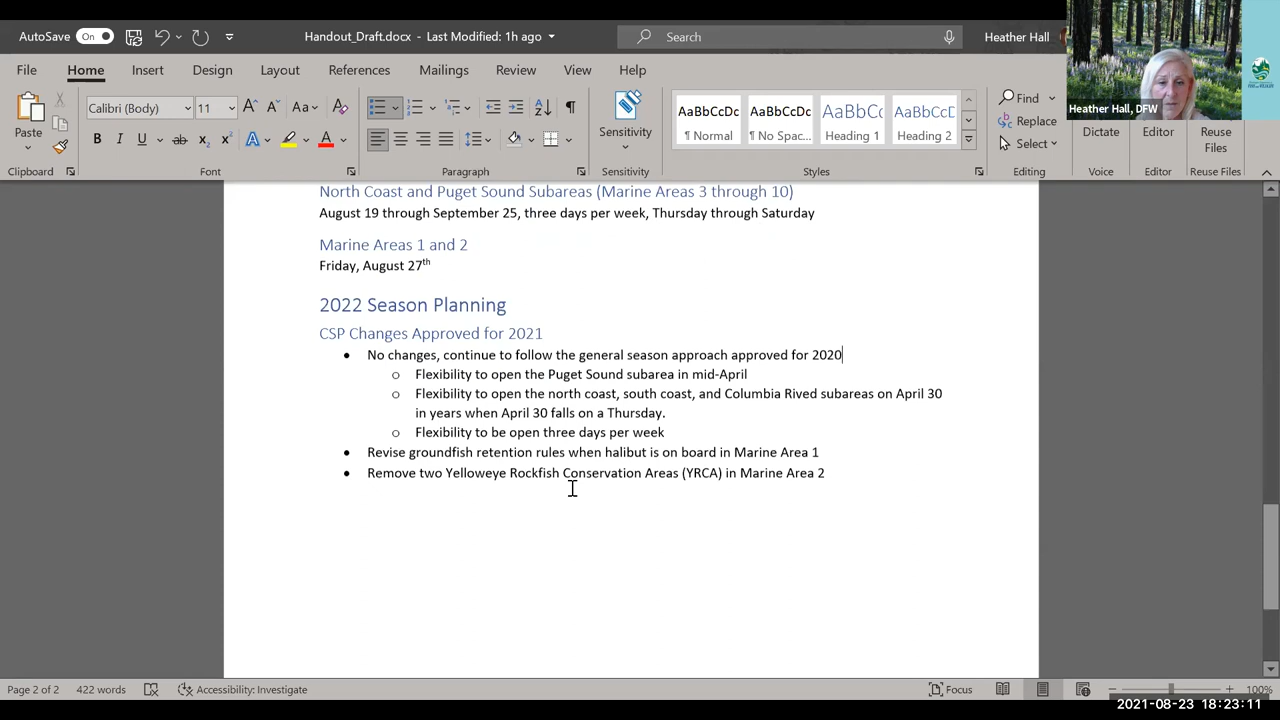 AutoSave On Handout_Draft.docx - Last Modified: 1h ago Search Heather Hall
File Home Insert Design Layout References Mailings Review View Help
Heather Hall, DFW
Calibri (Body) 11 Aa AaBbCcDc AaBbCcDc AaBbCc AaBbCcD Find
Paste B I U ab x2 x2 A A ¶ Normal ¶ No Spac... Heading 1 Heading 2 Sensitivity Replace Select Dictate Editor Reuse Files
Clipboard Font Paragraph Sensitivity Styles Editing Voice Editor Reuse Files
North Coast and Puget Sound Subareas (Marine Areas 3 through 10)
August 19 through September 25, three days per week, Thursday through Saturday
Marine Areas 1 and 2
Friday, August 27th
2022 Season Planning
CSP Changes Approved for 2021
• No changes, continue to follow the general season approach approved for 2020
o Flexibility to open the Puget Sound subarea in mid-April
o Flexibility to open the north coast, south coast, and Columbia Rived subareas on April 30
in years when April 30 falls on a Thursday.
o Flexibility to be open three days per week
• Revise groundfish retention rules when halibut is on board in Marine Area 1
• Remove two Yelloweye Rockfish Conservation Areas (YRCA) in Marine Area 2
Page 2 of 2 422 words Accessibility: Investigate Focus 100%
2021-08-23 18:23:11